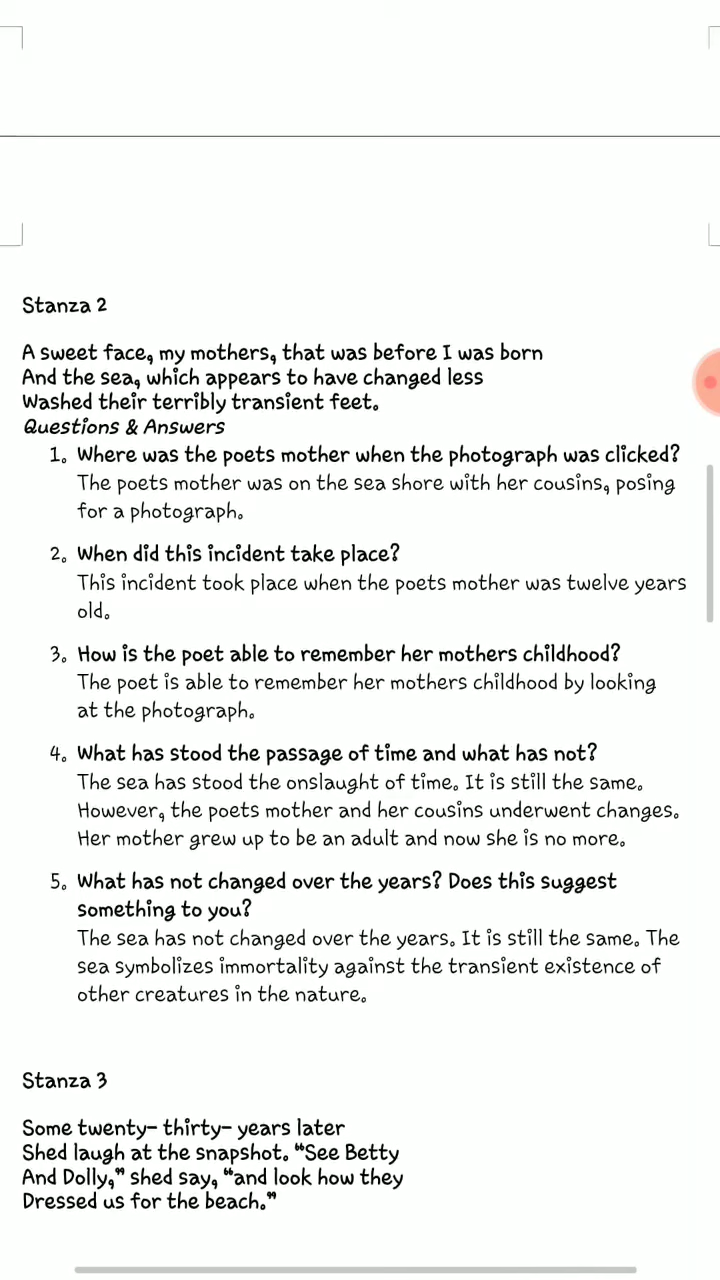 Stanza 2
A sweet face, my mothers, that was before I was born
And the sea, which appears to have changed less
Washed their terribly transient feet.
Questions & Answers
1. Where was the poets mother when the photograph was clicked?
The poets mother was on the sea shore with her cousins, posing
for a photograph.
2. When did this incident take place?
This incident took place when the poets mother was twelve years
old.
3. How is the poet able to remember her mothers childhood?
The poet is able to remember her mothers childhood by looking
at the photograph.
4. What has stood the passage of time and what has not?
The sea has stood the onslaught of time. It is still the same.
However, the poets mother and her cousins underwent changes.
Her mother grew up to be an adult and now she is no more.
5. What has not changed over the years? Does this suggest
something to you?
The sea has not changed over the years. It is still the same. The
sea symbolizes immortality against the transient existence of
other creatures in the nature.
Stanza 3
Some twenty- thirty- years later
Shed laugh at the snapshot. “See Betty
And Dolly,” shed say, “and look how they
Dressed us for the beach.”